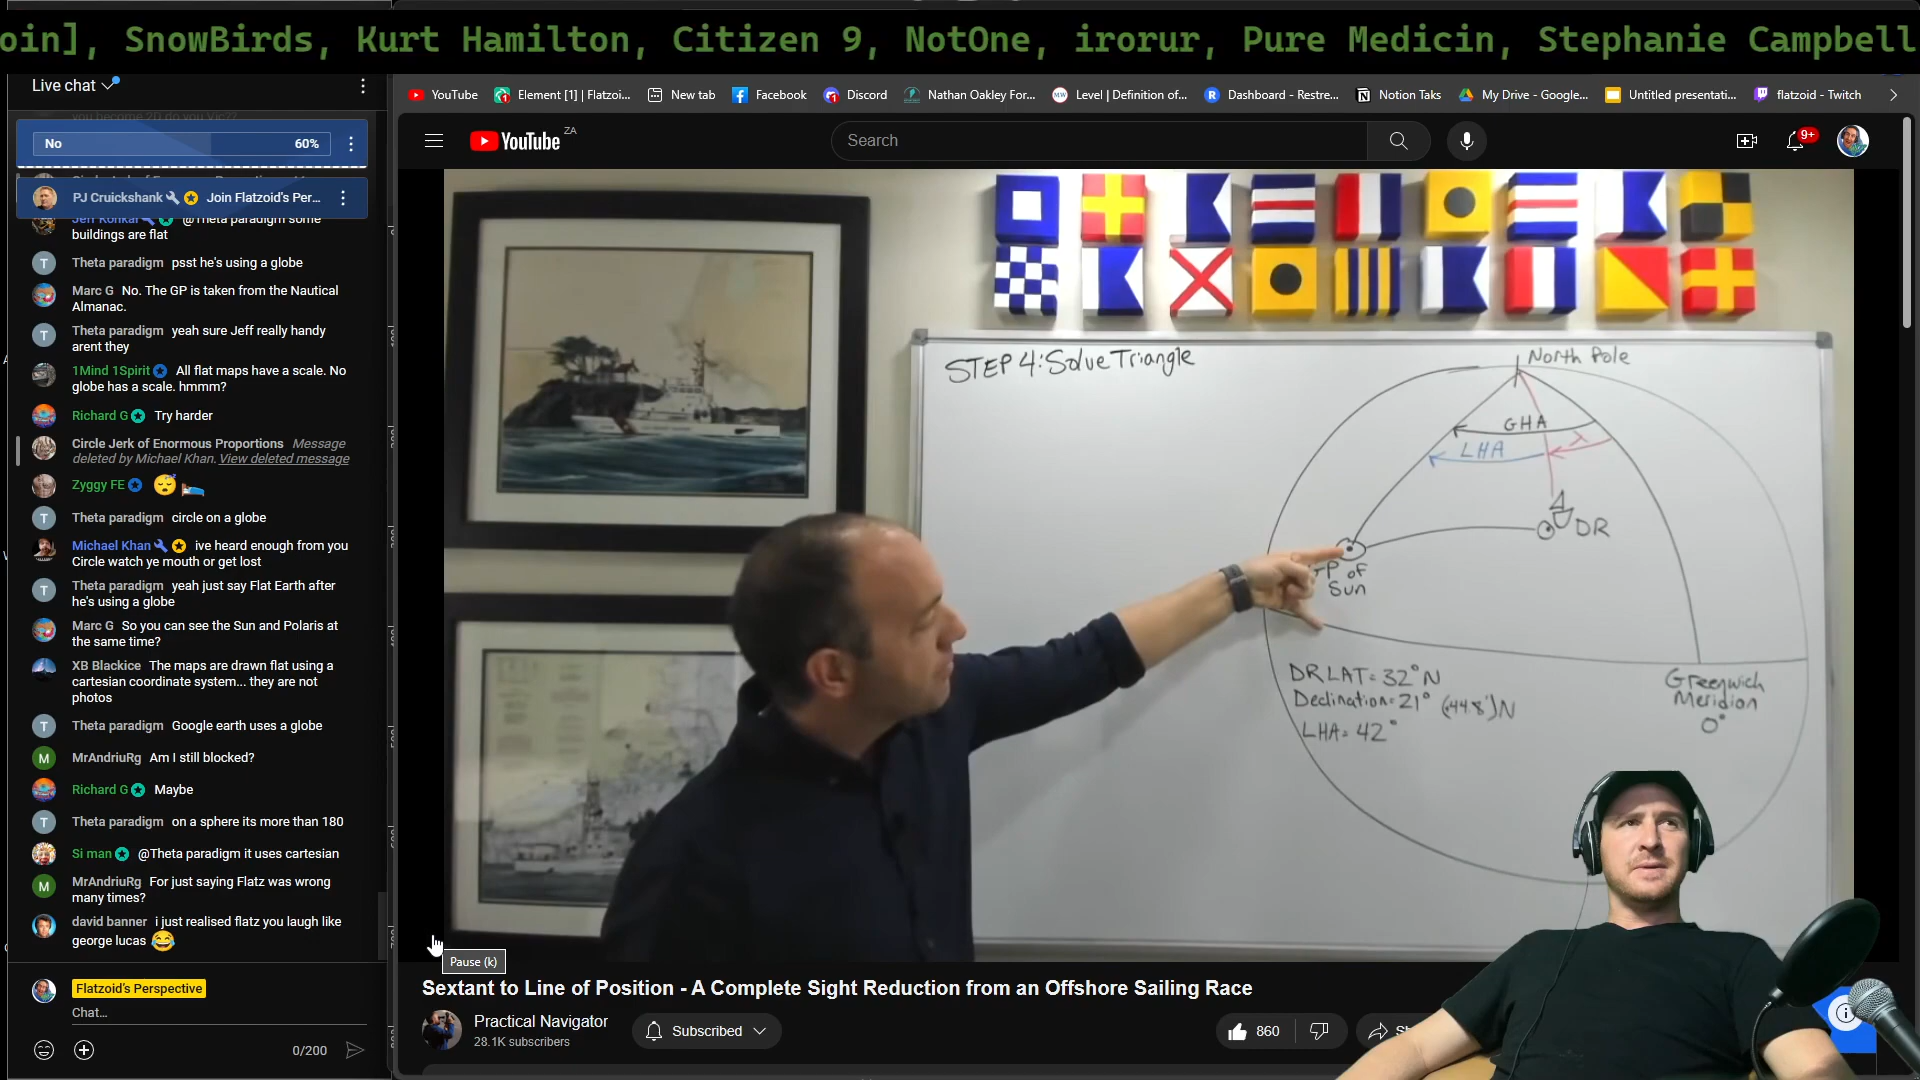 oin], SnowBirds, Kurt Hamilton, Citizen 9, NotOne, irorur, Pure Medicin, Stephanie Campbell
Live chat
No 60%
PJ Cruickshank Join Flatzoid's Per...
@Theta paradigm some
buildings are flat
Theta paradigm psst he's using a globe
Marc G No. The GP is taken from the Nautical
Almanac.
Theta paradigm yeah sure Jeff really handy
arent they
1Mind 1Spirit All flat maps have a scale. No
globe has a scale. hmmm?
Richard G Try harder
Circle Jerk of Enormous Proportions Message
deleted by Michael Khan. View deleted message
Zyggy FE
Theta paradigm circle on a globe
Michael Khan ive heard enough from you
Circle watch ye mouth or get lost
Theta paradigm yeah just say Flat Earth after
he's using a globe
Marc G So you can see the Sun and Polaris at
the same time?
XB Blackice The maps are drawn flat using a
cartesian coordinate system... they are not
photos
Theta paradigm Google earth uses a globe
MrAndriuRg Am I still blocked?
Richard G Maybe
Theta paradigm on a sphere its more than 180
Si man @Theta paradigm it uses cartesian
MrAndriuRg For just saying Flatz was wrong
many times?
david banner i just realised flatz you laugh like
george lucas
Flatzoid's Perspective
Chat...
0/200
YouTube Element [1] | Flatzoi... New tab Facebook Discord Nathan Oakley For... Level | Definition of... Dashboard - Restre... Notion Taks My Drive - Google... Untitled presentati... flatzoid - Twitch
YouTube ZA
Search
9+
STEP 4: Solve Triangle
North Pole
GHA
LHA
λ
DR
GP of
Sun
DR LAT = 32° N
Declination = 21° (44.8')N
LHA = 42°
Greenwich
Meridion
0°
Pause (k)
Sextant to Line of Position - A Complete Sight Reduction from an Offshore Sailing Race
Practical Navigator
28.1K subscribers
Subscribed
860